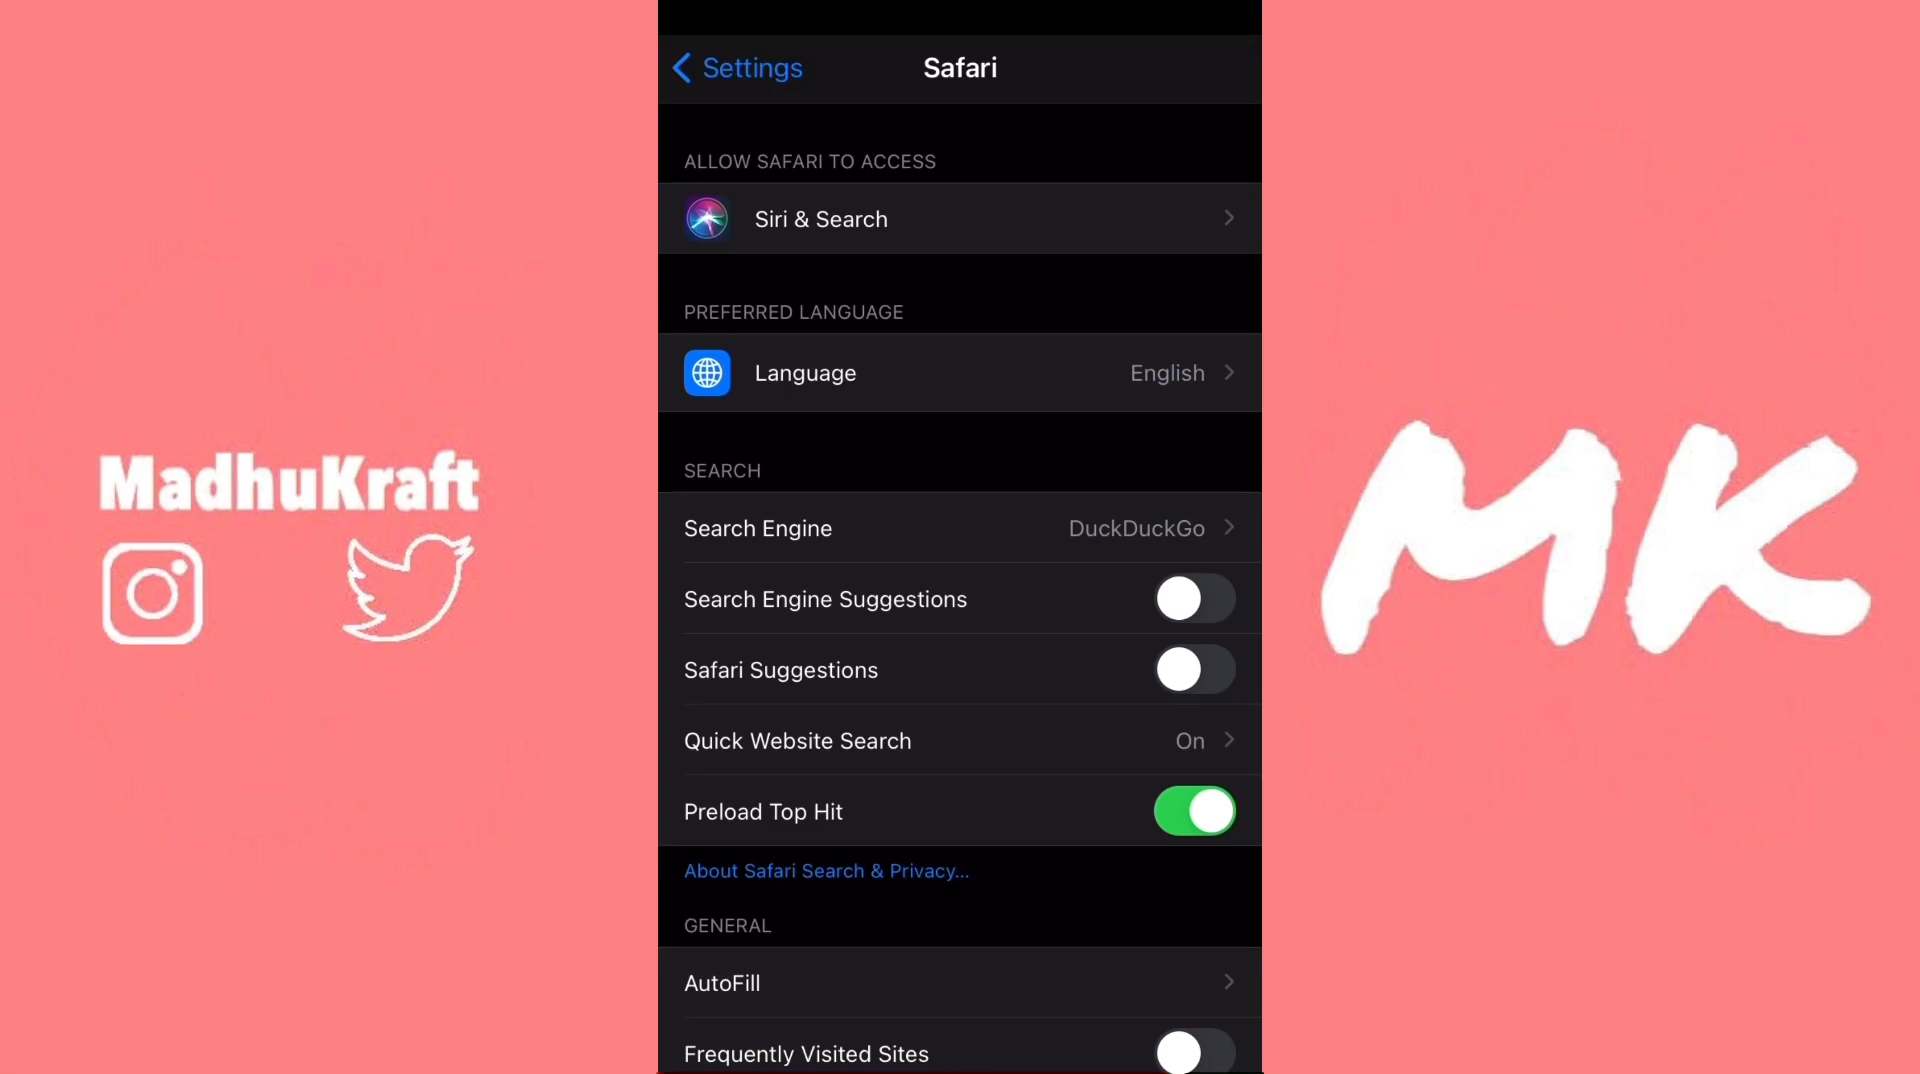 Settings
Safari
ALLOW SAFARI TO ACCESS
Siri & Search
PREFERRED LANGUAGE
Language
English
SEARCH
Search Engine
DuckDuckGo
Search Engine Suggestions
Safari Suggestions
Quick Website Search
On
Preload Top Hit
About Safari Search & Privacy...
GENERAL
AutoFill
Frequently Visited Sites
MadhuKraft
MK